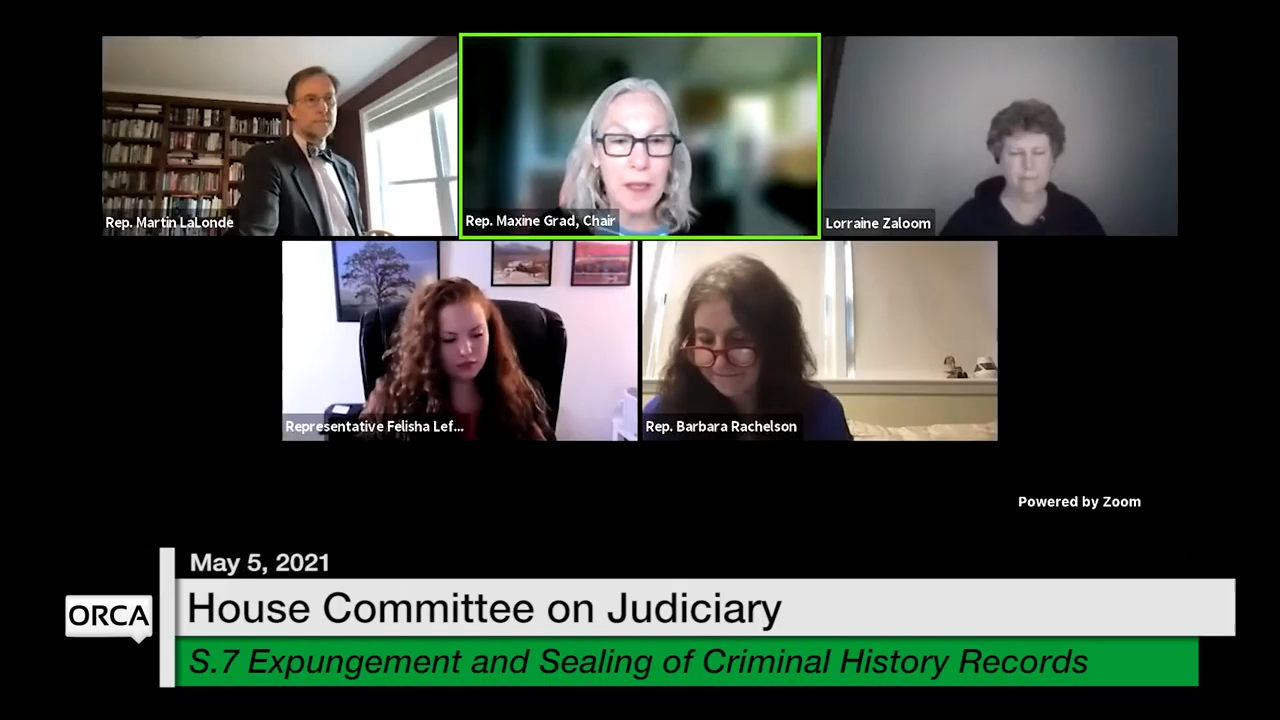 Rep. Martin LaLonde
Rep. Maxine Grad, Chair
Lorraine Zaloom
Representative Felisha Lef...
Rep. Barbara Rachelson
Powered by Zoom
May 5, 2021
ORCA
House Committee on Judiciary
S.7 Expungement and Sealing of Criminal History Records